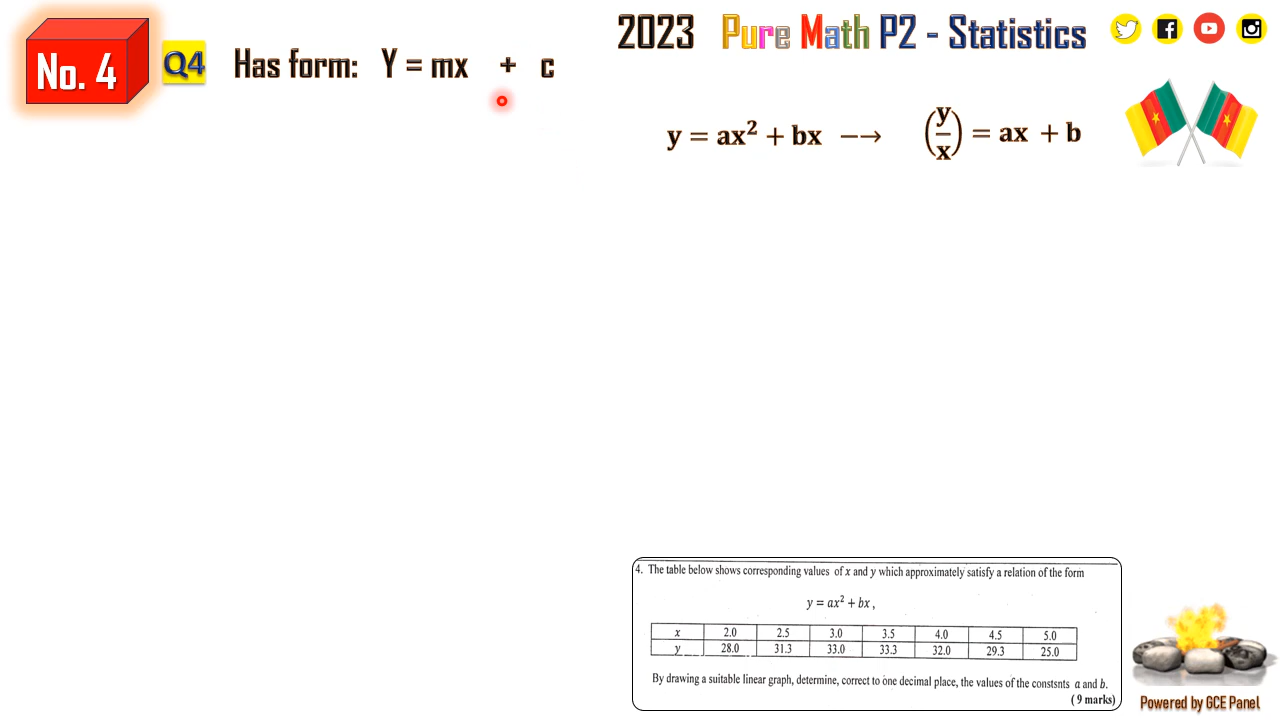 No. 4
Q4
Has form: Y = mx + c
2023 Pure Math P2 - Statistics
y = ax² + bx ⟶ (y/x) = ax + b
4. The table below shows corresponding values of x and y which approximately satisfy a relation of the form
y = ax² + bx,
x 2.0 2.5 3.0 3.5 4.0 4.5 5.0
y 28.0 31.3 33.0 33.3 32.0 29.3 25.0
By drawing a suitable linear graph, determine, correct to one decimal place, the values of the constsnts a and b.
( 9 marks)
Powered by GCE Panel